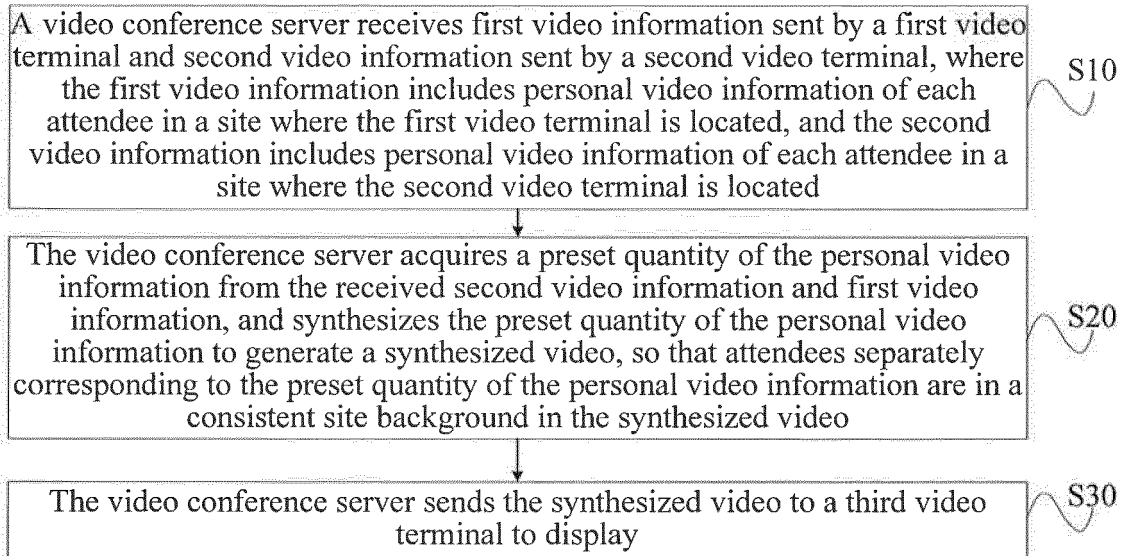 A video conference server receives first video information sent by a first video
terminal and second video information sent by a second video terminal, where
the first video information includes personal video information of each
attendee in a site where the first video terminal is located, and the second
video information includes personal video information of each attendee in a
site where the second video terminal is located
S10
The video conference server acquires a preset quantity of the personal video
information from the received second video information and first video
information, and synthesizes the preset quantity of the personal video
information to generate a synthesized video, so that attendees separately
corresponding to the preset quantity of the personal video information are in a
consistent site background in the synthesized video
S20
The video conference server sends the synthesized video to a third video
terminal to display
S30